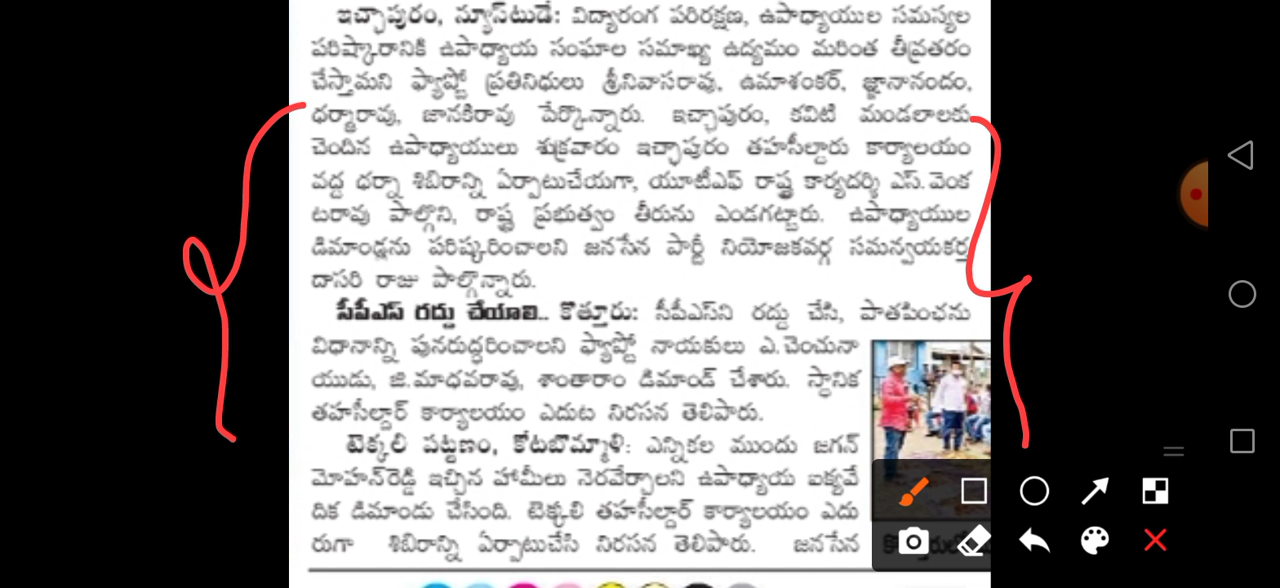 ఇచ్ఛాపురం, న్యూస్‌టుడే: విద్యారంగ పరిరక్షణ, ఉపాధ్యాయుల సమస్యల
పరిష్కారానికి ఉపాధ్యాయ సంఘాల సమాఖ్య ఉద్యమం మరింత తీవ్రతరం
చేస్తామని ఫ్యాప్టో ప్రతినిధులు శ్రీనివాసరావు, ఉమాశంకర్, జ్ఞానానందం,
ధర్మారావు, జానకిరావు పేర్కొన్నారు. ఇచ్ఛాపురం, కవిటి మండలాలకు
చెందిన ఉపాధ్యాయులు శుక్రవారం ఇచ్ఛాపురం తహసీల్దారు కార్యాలయం
వద్ద ధర్నా శిబిరాన్ని ఏర్పాటుచేయగా, యూటీఎఫ్ రాష్ట్ర కార్యదర్శి ఎస్.వెంక
టరావు పాల్గొని, రాష్ట్ర ప్రభుత్వం తీరును ఎండగట్టారు. ఉపాధ్యాయుల
డిమాండ్లను పరిష్కరించాలని జనసేన పార్టీ నియోజకవర్గ సమన్వయకర్త
దాసరి రాజు పాల్గొన్నారు.
సీపీఎస్ రద్దు చేయాలి.. కొత్తూరు: సీపీఎస్‌ని రద్దు చేసి, పాతపింఛను
విధానాన్ని పునరుద్ధరించాలని ఫ్యాప్టో నాయకులు ఎ.చెంచునా
యుడు, జి.మాధవరావు, శాంతారాం డిమాండ్ చేశారు. స్థానిక
తహసీల్దార్ కార్యాలయం ఎదుట నిరసన తెలిపారు.
టెక్కలి పట్టణం, కోటబొమ్మాళి: ఎన్నికల ముందు జగన్
మోహన్‌రెడ్డి ఇచ్చిన హామీలు నెరవేర్చాలని ఉపాధ్యాయ ఐక్యవే
దిక డిమాండు చేసింది. టెక్కలి తహసీల్దార్ కార్యాలయం ఎదు
రుగా శిబిరాన్ని ఏర్పాటుచేసి నిరసన తెలిపారు. జనసేన